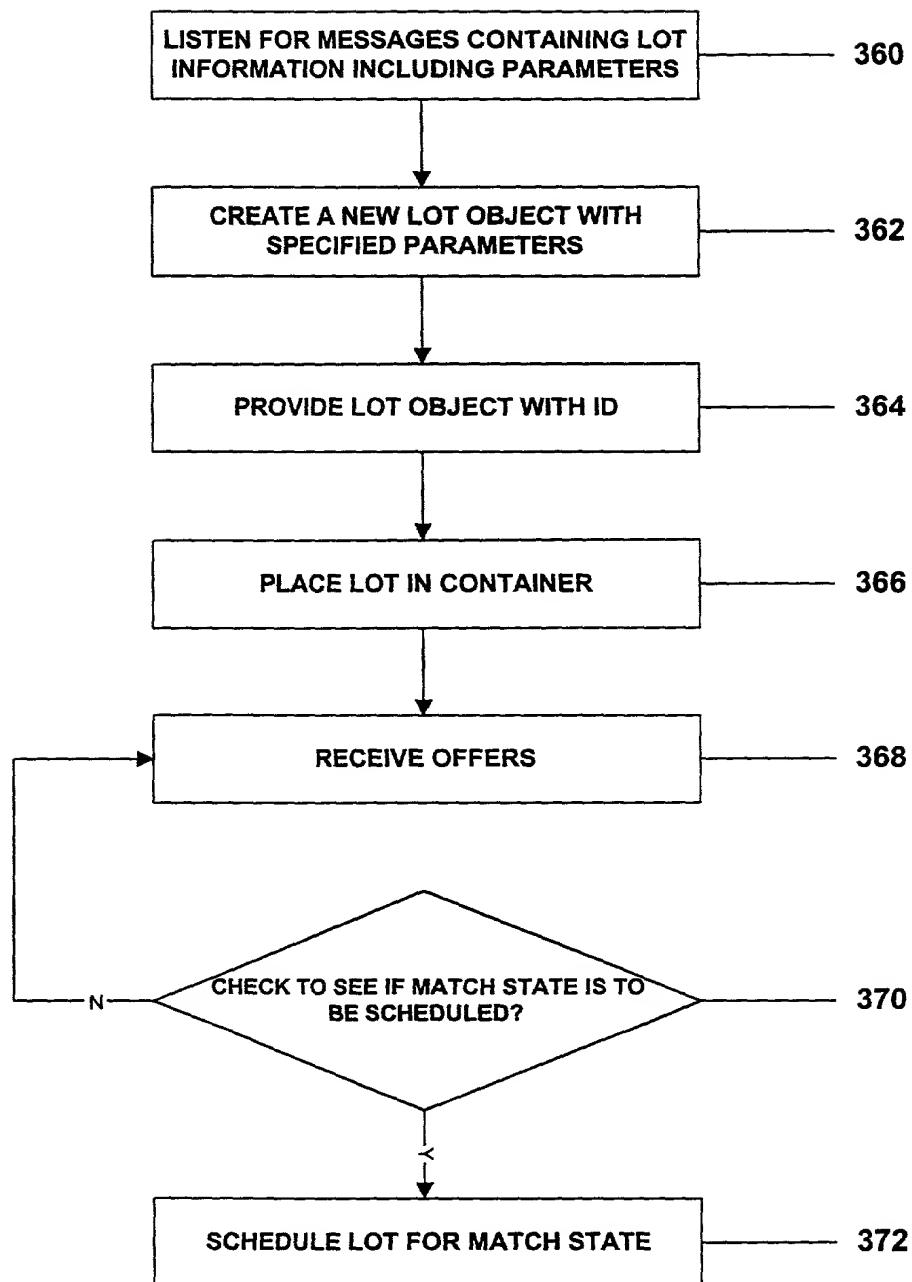 LISTEN FOR MESSAGES CONTAINING LOT
INFORMATION INCLUDING PARAMETERS
360
CREATE A NEW LOT OBJECT WITH
SPECIFIED PARAMETERS
362
PROVIDE LOT OBJECT WITH ID
364
PLACE LOT IN CONTAINER
366
RECEIVE OFFERS
368
CHECK TO SEE IF MATCH STATE IS TO
BE SCHEDULED?
370
N
Y
SCHEDULE LOT FOR MATCH STATE
372